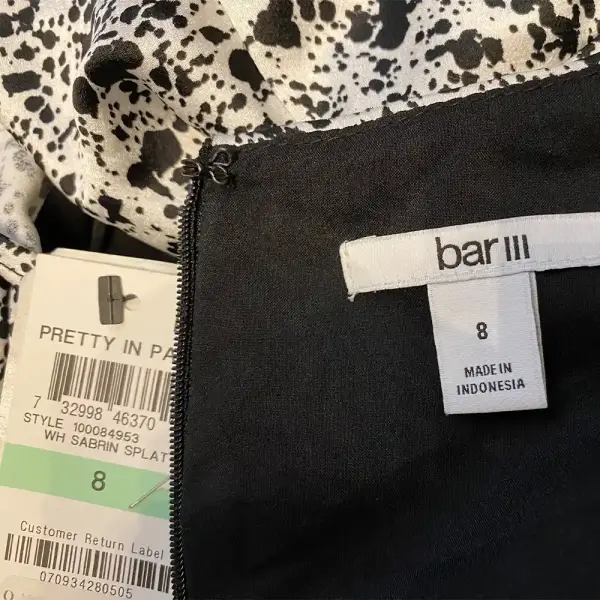 bar III
8
MADE IN
INDONESIA
PRETTY IN PA
7 32998 46370
STYLE 100084953
WH SABRIN SPLAT
8
Customer Return Label
070934280505